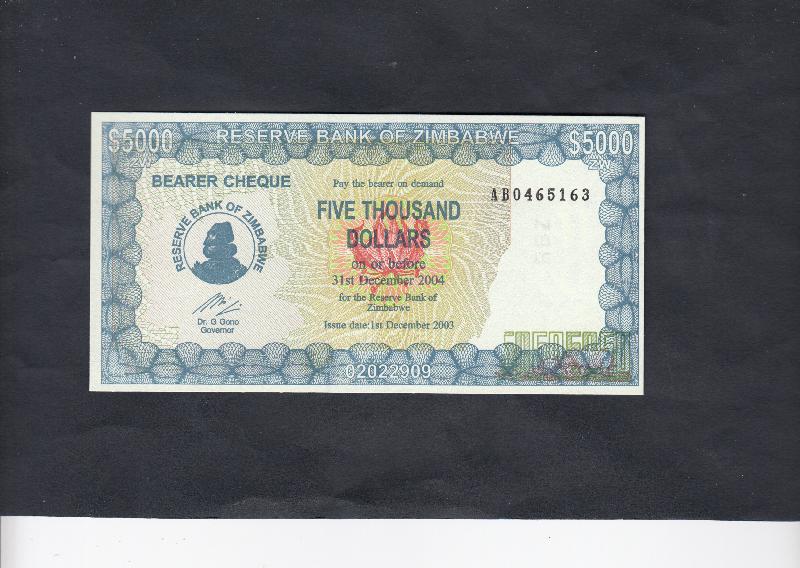 $5000 RESERVE BANK OF ZIMBABWE $5000
ZW ZW
BEARER CHEQUE
Pay the bearer on demand
AB0465163
FIVE THOUSAND
DOLLARS
on or before
31st December 2004
for the Reserve Bank of
Zimbabwe
Issue date:1st December 2003
RESERVE BANK OF ZIMBABWE
Dr. G Gono
Governor
02022909